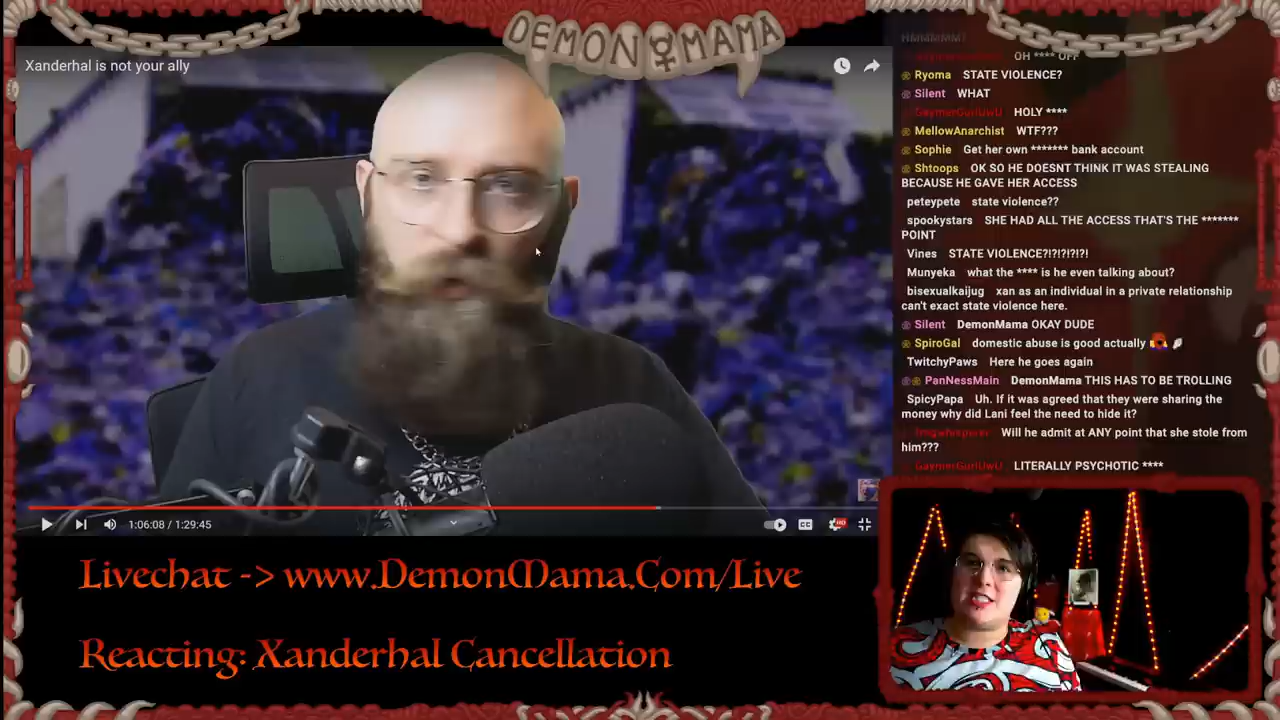 DEMON MAMA
Xanderhal is not your ally
HMMMMM?
OH **** OFF
Ryoma STATE VIOLENCE?
Silent WHAT
GaymerGurlUwU HOLY ****
MellowAnarchist WTF???
Sophie Get her own ******* bank account
Shtoops OK SO HE DOESNT THINK IT WAS STEALING
BECAUSE HE GAVE HER ACCESS
peteypete state violence??
spookystars SHE HAD ALL THE ACCESS THAT'S THE *******
POINT
Vines STATE VIOLENCE?!?!?!?!?!
Munyeka what the **** is he even talking about?
bisexualkaijug xan as an individual in a private relationship
can't exact state violence here.
Silent DemonMama OKAY DUDE
SpiroGal domestic abuse is good actually
TwitchyPaws Here he goes again
PanNessMain DemonMama THIS HAS TO BE TROLLING
SpicyPapa Uh. If it was agreed that they were sharing the
money why did Lani feel the need to hide it?
Will he admit at ANY point that she stole from
him???
GaymerGurlUwU LITERALLY PSYCHOTIC ****
1:06:08 / 1:29:45
CC
HD
Livechat -> www.DemonMama.Com/Live
Reacting: Xanderhal Cancellation